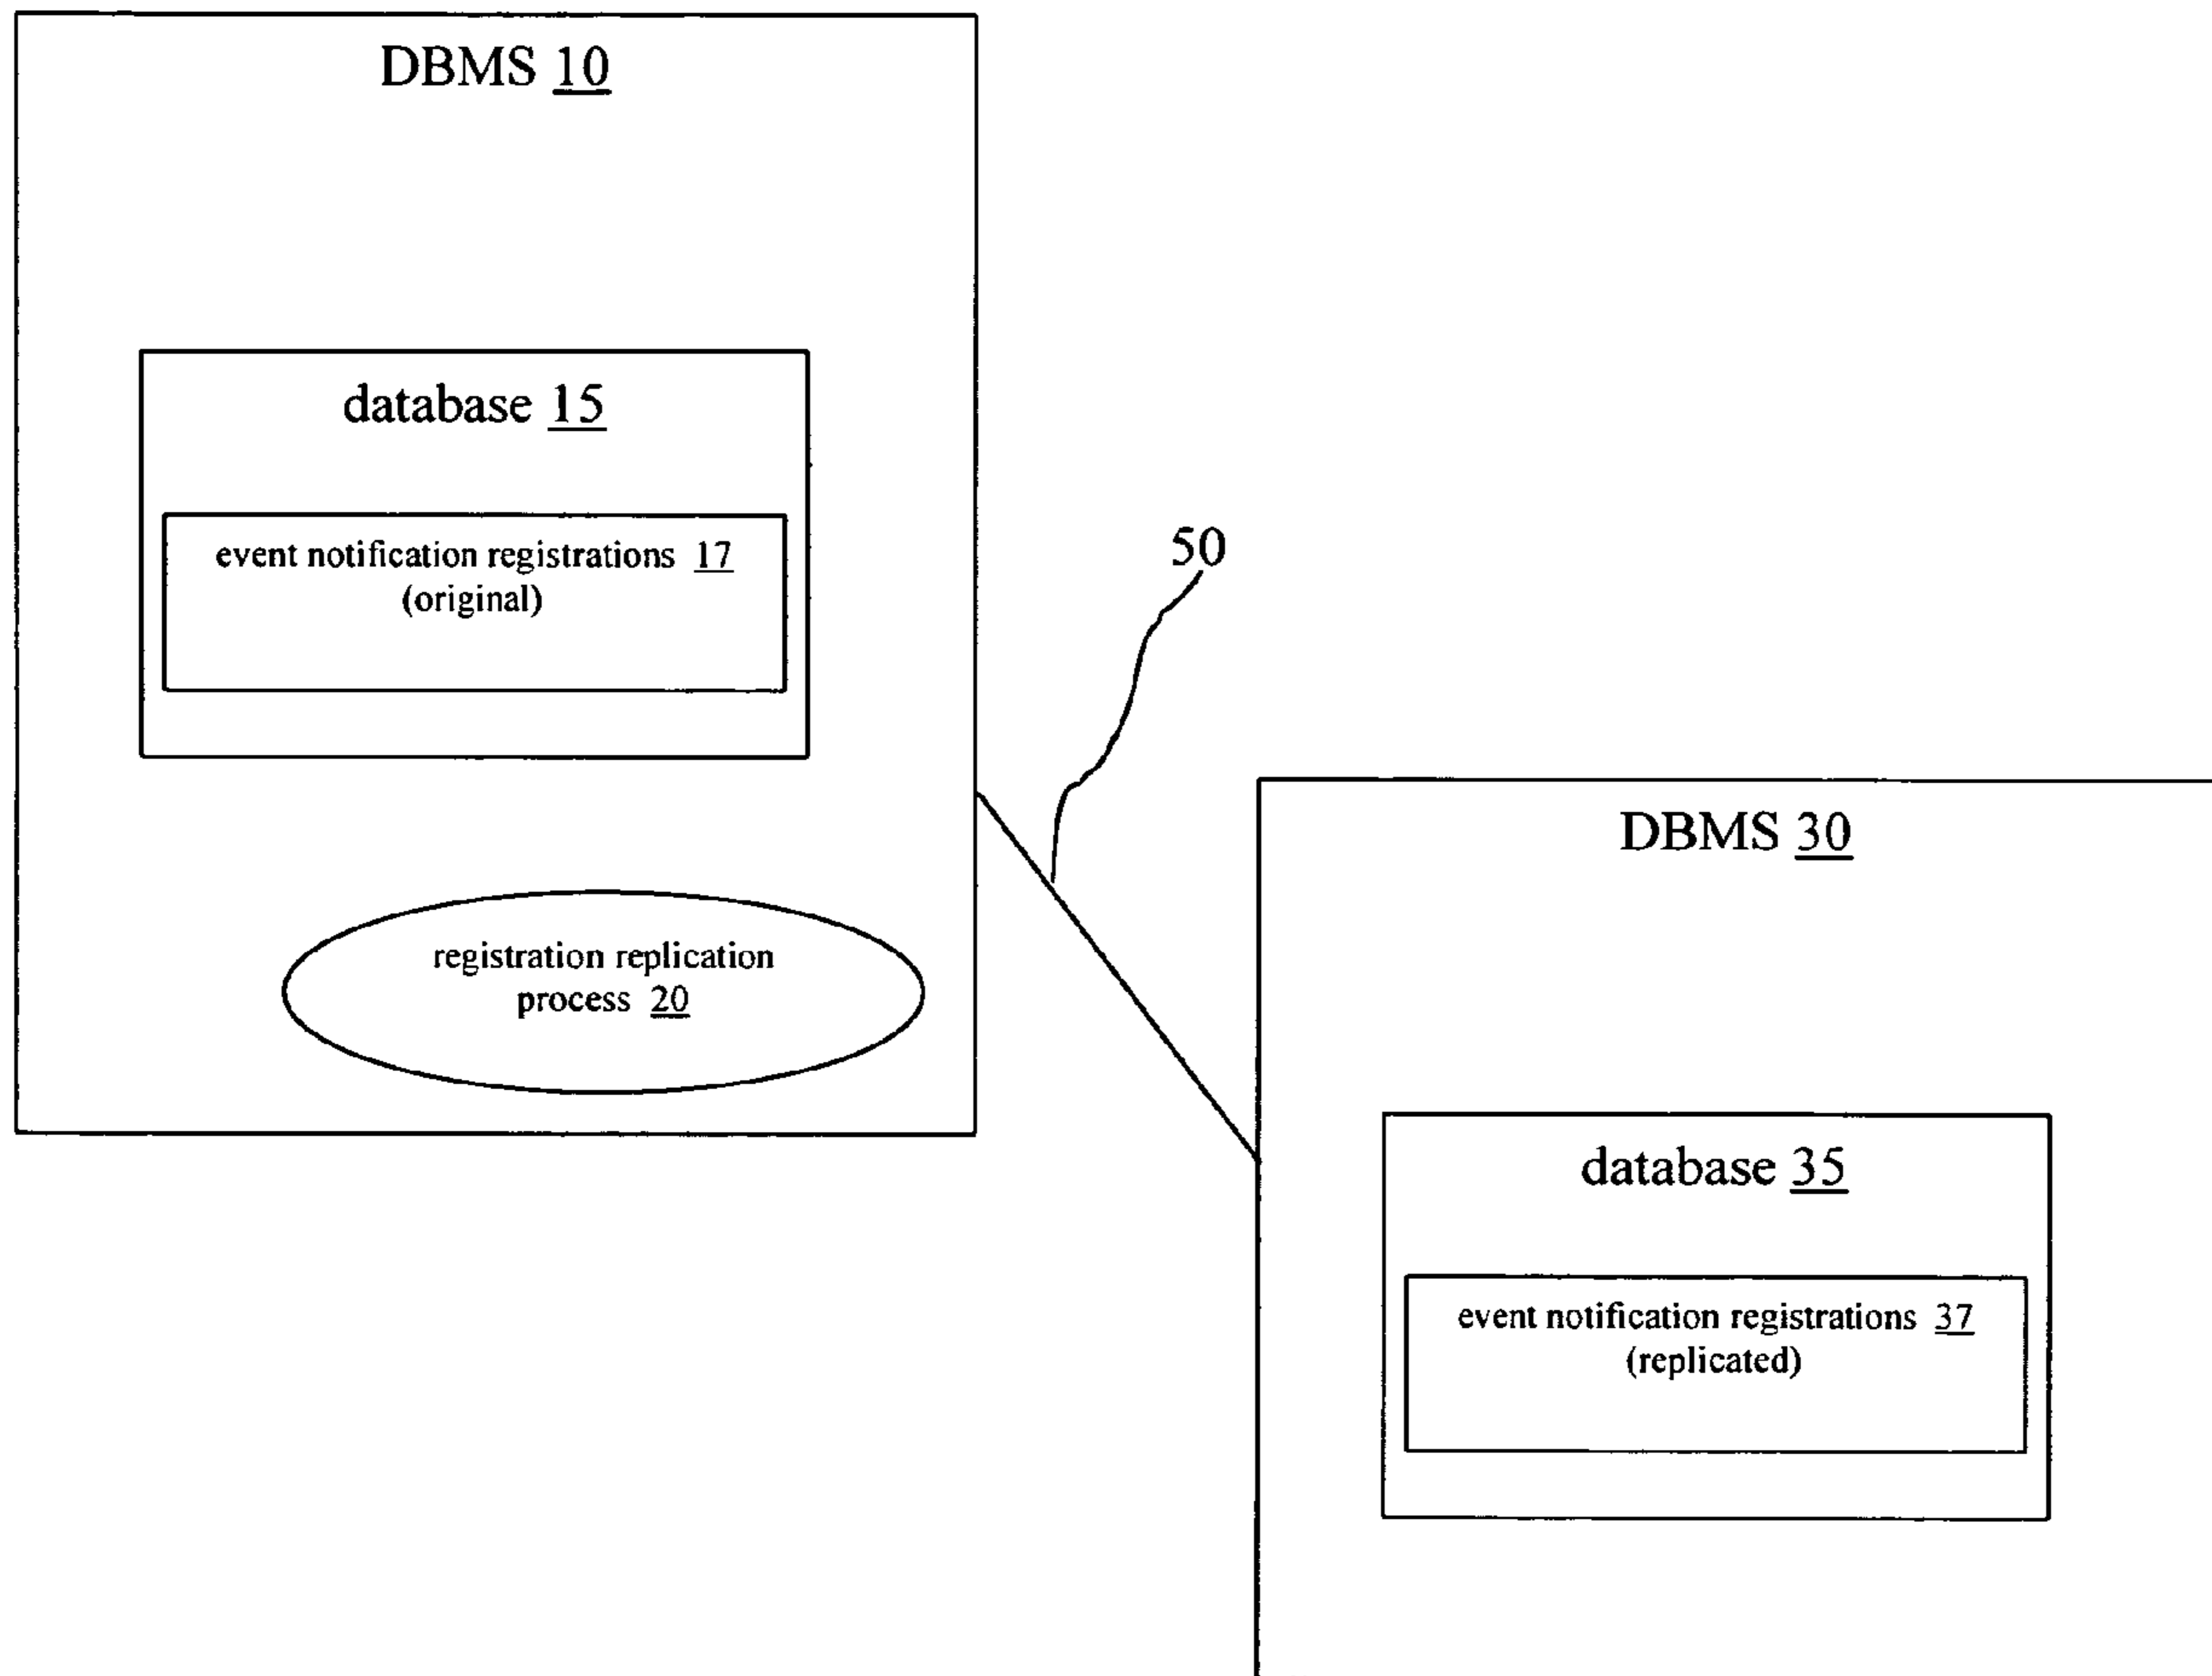 DBMS 10
database 15
event notification registrations 17
(original)
50
registration replication
process 20
DBMS 30
database 35
event notification registrations 37
(replicated)